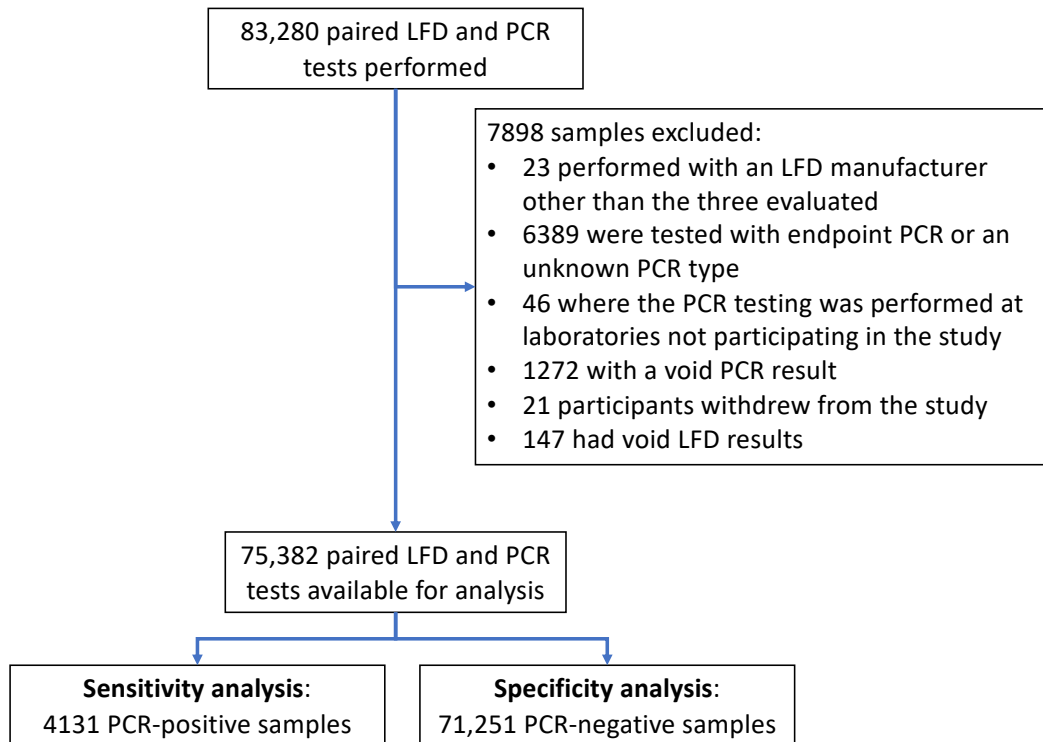 83,280 paired LFD and PCR
tests performed
7898 samples excluded:
• 23 performed with an LFD manufacturer
other than the three evaluated
• 6389 were tested with endpoint PCR or an
unknown PCR type
• 46 where the PCR testing was performed at
laboratories not participating in the study
• 1272 with a void PCR result
• 21 participants withdrew from the study
• 147 had void LFD results
75,382 paired LFD and PCR
tests available for analysis
Sensitivity analysis:
4131 PCR-positive samples
Specificity analysis:
71,251 PCR-negative samples